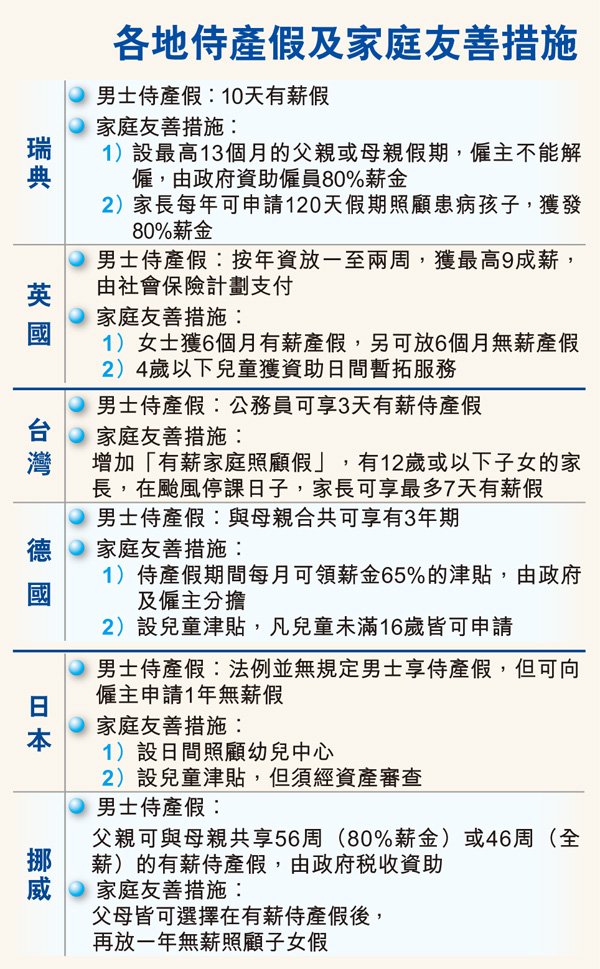 各地侍產假及家庭友善措施
瑞典
男士侍產假：10天有薪假
家庭友善措施：
1）設最高13個月的父親或母親假期，僱主不能解
僱，由政府資助僱員80%薪金
2）家長每年可申請120天假期照顧患病孩子，獲發
80%薪金
英國
男士侍產假：按年資放一至兩周，獲最高9成薪，
由社會保險計劃支付
家庭友善措施：
1）女士獲6個月有薪產假，另可放6個月無薪產假
2）4歲以下兒童獲資助日間暫拓服務
台灣
男士侍產假：公務員可享3天有薪侍產假
家庭友善措施：
增加「有薪家庭照顧假」，有12歲或以下子女的家
長，在颱風停課日子，家長可享最多7天有薪假
德國
男士侍產假：與母親合共可享有3年期
家庭友善措施：
1）侍產假期間每月可領薪金65%的津貼，由政府
及僱主分擔
2）設兒童津貼，凡兒童未滿16歲皆可申請
日本
男士侍產假：法例並無規定男士享侍產假，但可向
僱主申請1年無薪假
家庭友善措施：
1）設日間照顧幼兒中心
2）設兒童津貼，但須經資產審查
挪威
男士侍產假：
父親可與母親共享56周（80%薪金）或46周（全
薪）的有薪侍產假，由政府稅收資助
家庭友善措施：
父母皆可選擇在有薪侍產假後，
再放一年無薪照顧子女假